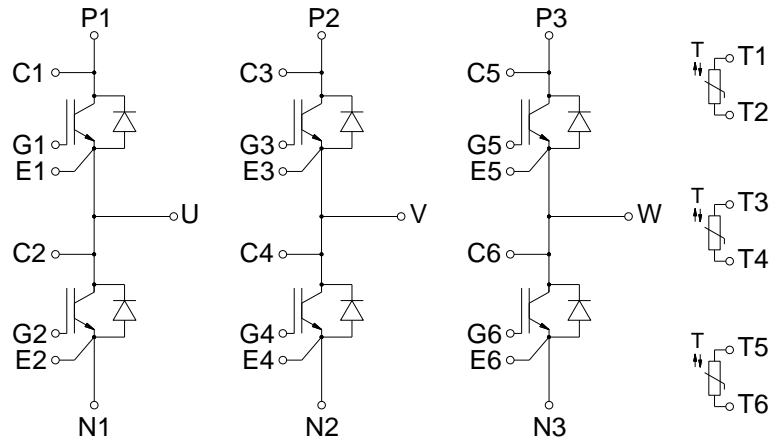 P1 P2 P3
C1 C3 C5 T T1
T2
G1 G3 G5
E1 E3 E5
T T3
U V W
C2 C4 C6 T4
G2 G4 G6
T T5
E2 E4 E6
T6
N1 N2 N3